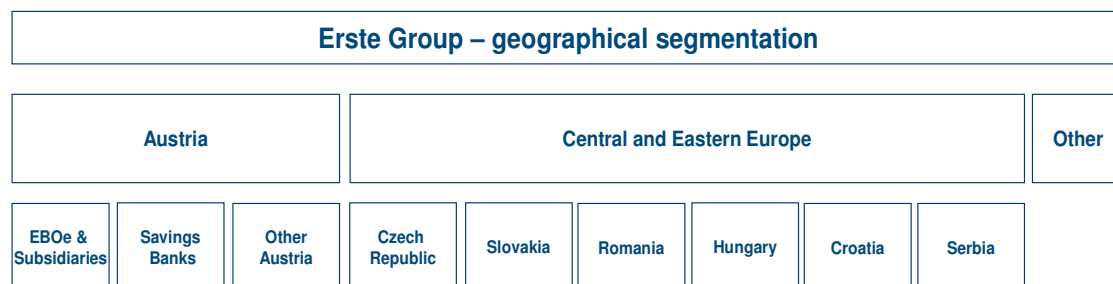 Erste Group – geographical segmentation
Austria
Central and Eastern Europe
Other
EBOe &
Subsidiaries
Savings
Banks
Other
Austria
Czech
Republic
Slovakia
Romania
Hungary
Croatia
Serbia